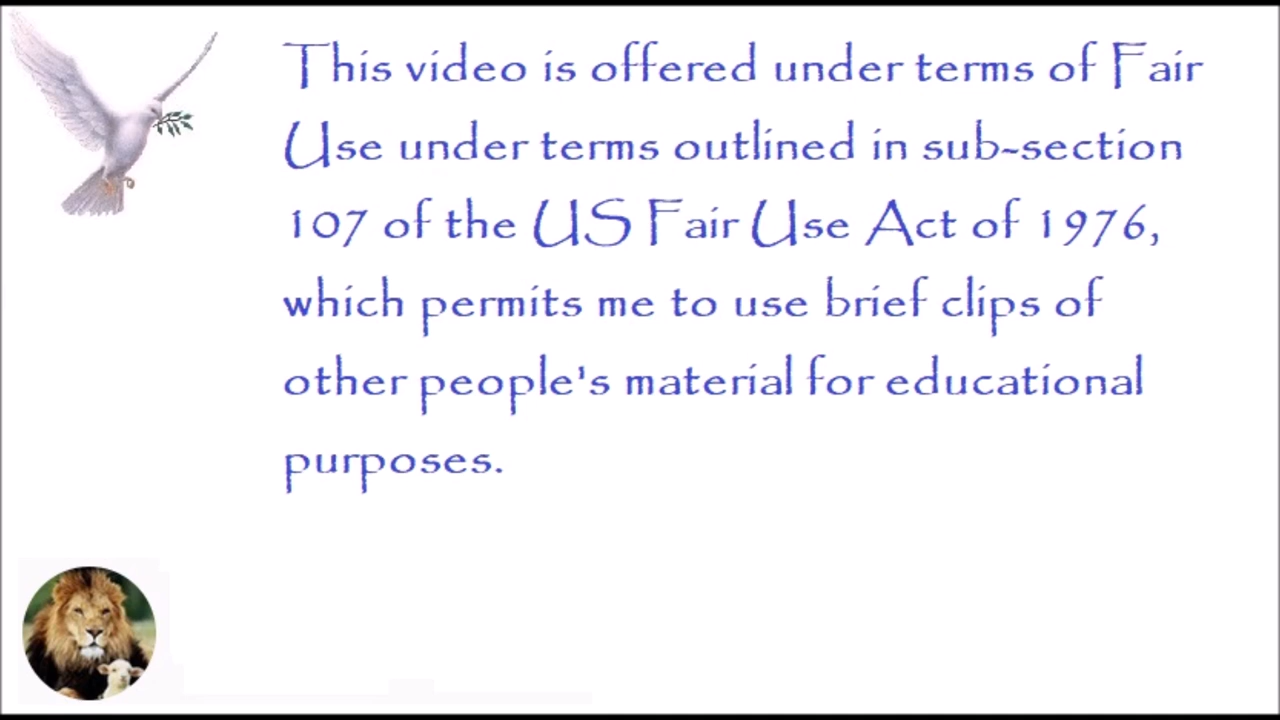 This video is offered under terms of Fair
Use under terms outlined in sub-section
107 of the US Fair Use Act of 1976,
which permits me to use brief clips of
other people's material for educational
purposes.